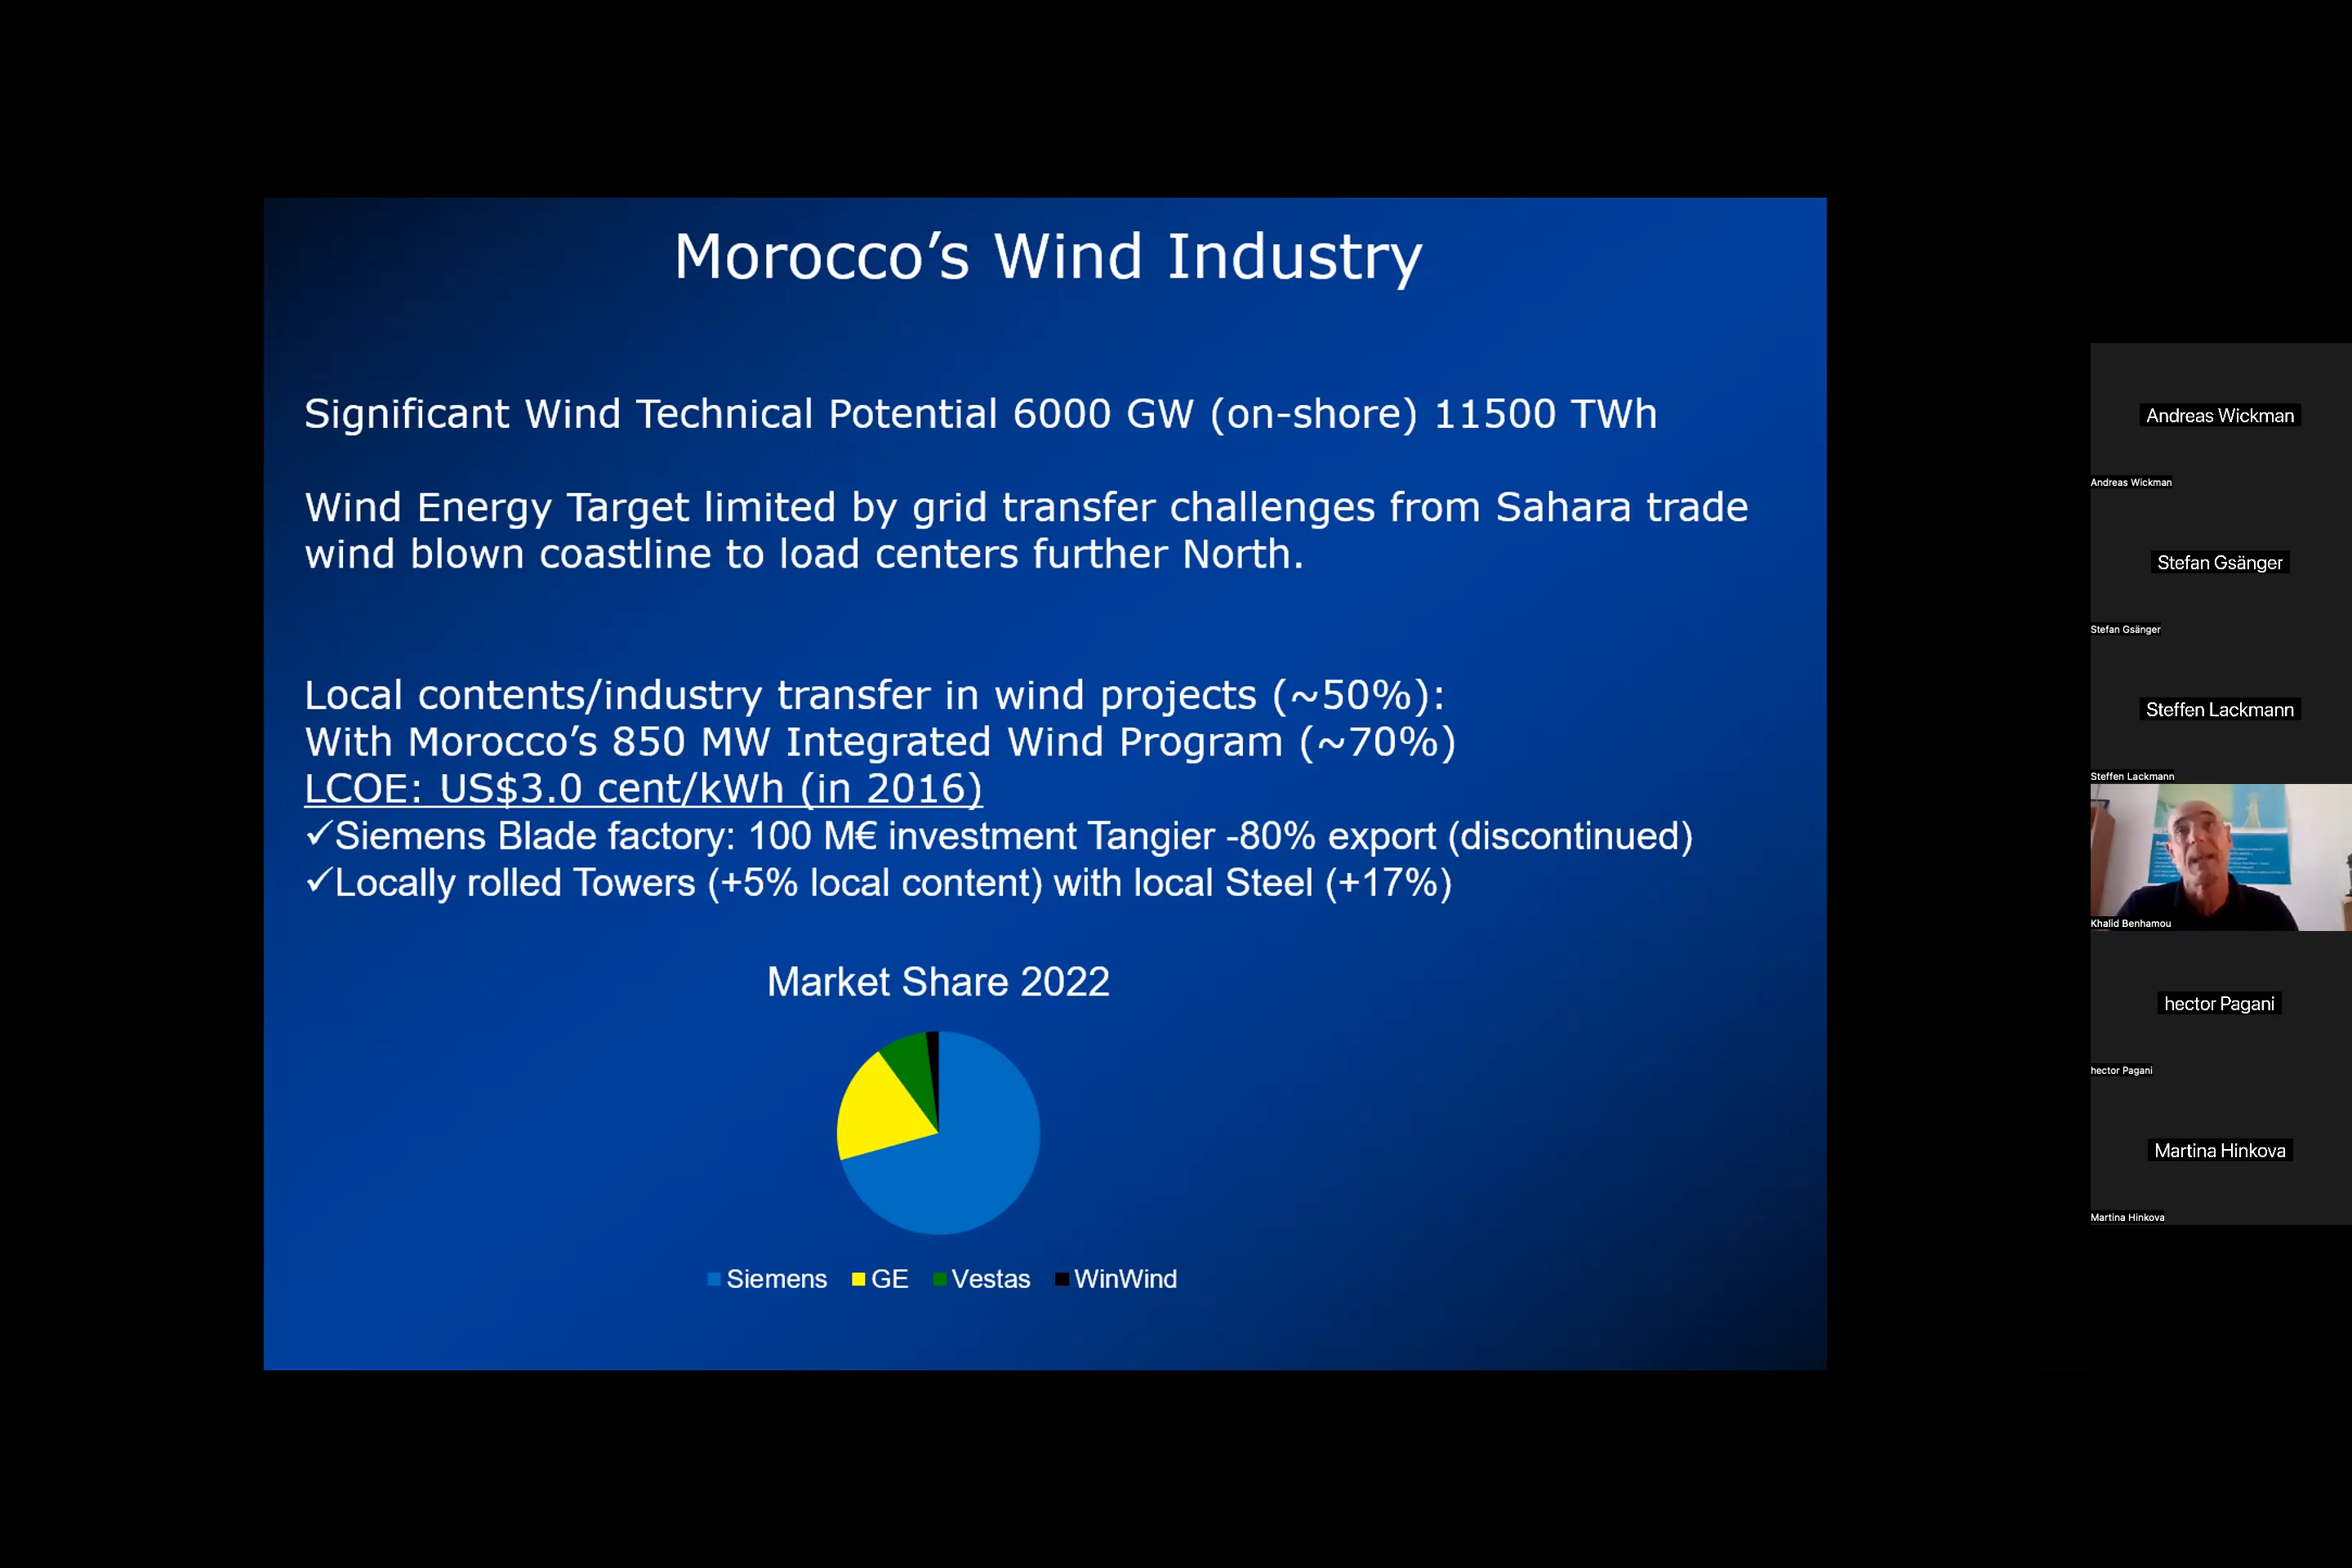 Morocco’s Wind Industry
Significant Wind Technical Potential 6000 GW (on-shore) 11500 TWh
Wind Energy Target limited by grid transfer challenges from Sahara trade
wind blown coastline to load centers further North.
Local contents/industry transfer in wind projects (~50%):
With Morocco’s 850 MW Integrated Wind Program (~70%)
LCOE: US$3.0 cent/kWh (in 2016)
✓Siemens Blade factory: 100 M€ investment Tangier -80% export (discontinued)
✓Locally rolled Towers (+5% local content) with local Steel (+17%)
Market Share 2022
Siemens GE Vestas WinWind
Andreas Wickman
Andreas Wickman
Stefan Gsänger
Stefan Gsänger
Steffen Lackmann
Steffen Lackmann
Khalid Benhamou
hector Pagani
hector Pagani
Martina Hinkova
Martina Hinkova